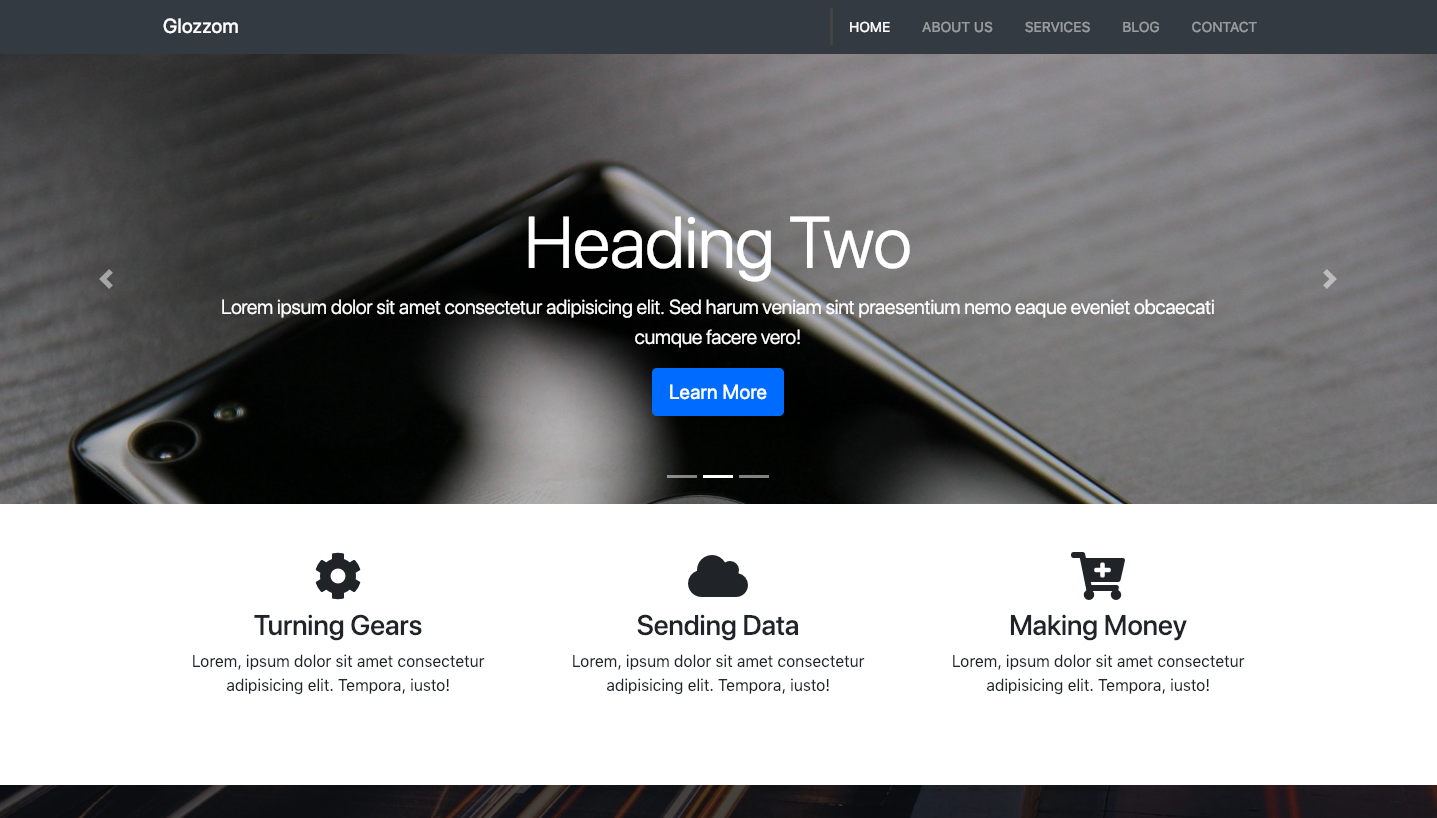 Glozzom
HOME
ABOUT US
SERVICES
BLOG
CONTACT
Heading Two
Lorem ipsum dolor sit amet consectetur adipisicing elit. Sed harum veniam sint praesentium nemo eaque eveniet obcaecati
cumque facere vero!
Learn More
Turning Gears
Lorem, ipsum dolor sit amet consectetur
adipisicing elit. Tempora, iusto!
Sending Data
Lorem, ipsum dolor sit amet consectetur
adipisicing elit. Tempora, iusto!
Making Money
Lorem, ipsum dolor sit amet consectetur
adipisicing elit. Tempora, iusto!